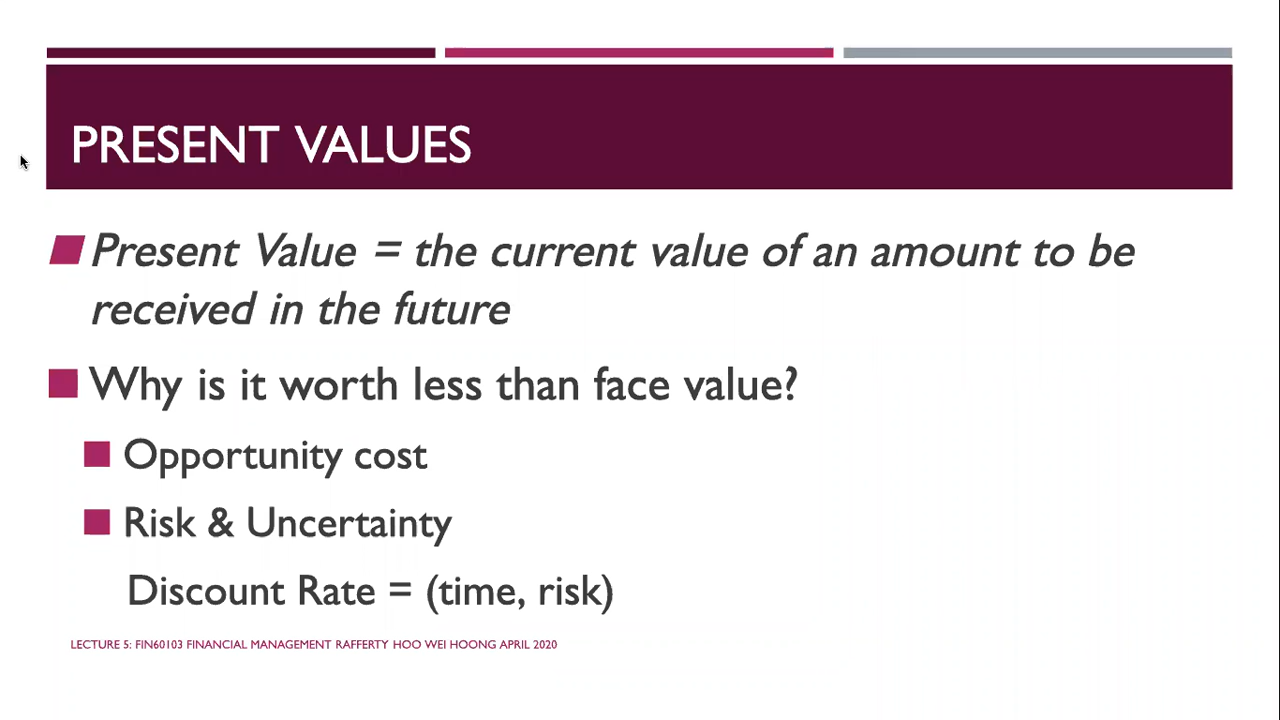 PRESENT VALUES
Present Value = the current value of an amount to be
received in the future
Why is it worth less than face value?
Opportunity cost
Risk & Uncertainty
Discount Rate = (time, risk)
LECTURE 5: FIN60103 FINANCIAL MANAGEMENT RAFFERTY HOO WEI HOONG APRIL 2020